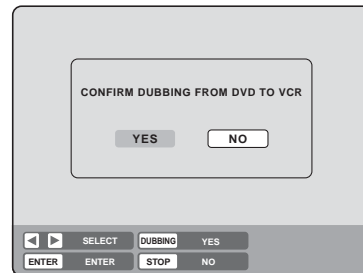 CONFIRM DUBBING FROM DVD TO VCR
YES NO
SELECT DUBBING YES
ENTER ENTER STOP NO